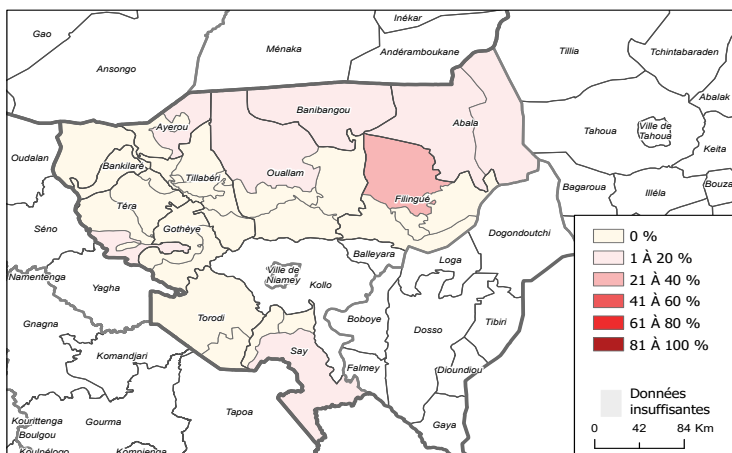 Inékar
Gao
Ménaka
Andéramboukane
Tillia
Tchintabaraden
Ansongo
Abalak
Banibangou
Ayerou
Abala
Ville de
Tahoua
Tahoua
Oudalan
Bankilaré
Keita
Tillabéri
Ouallam
Bagaroua
Illéla
Bouza
Téra
Filingué
Séno
Gothèye
Dogondoutchi
Balleyara
Loga
Namentenga
Yagha
Ville de
Niamey
Kollo
Gnagna
Torodi
Boboye
Dosso
Tibiri
Komandjari
Say
Falmey
Dioundiou
Kourittenga
Gourma
Tapoa
Boulgou
Gaya
Koulpélogo
Kompienga
0 %
1 À 20 %
21 À 40 %
41 À 60 %
61 À 80 %
81 À 100 %
Données
insuffisantes
0 42 84 Km